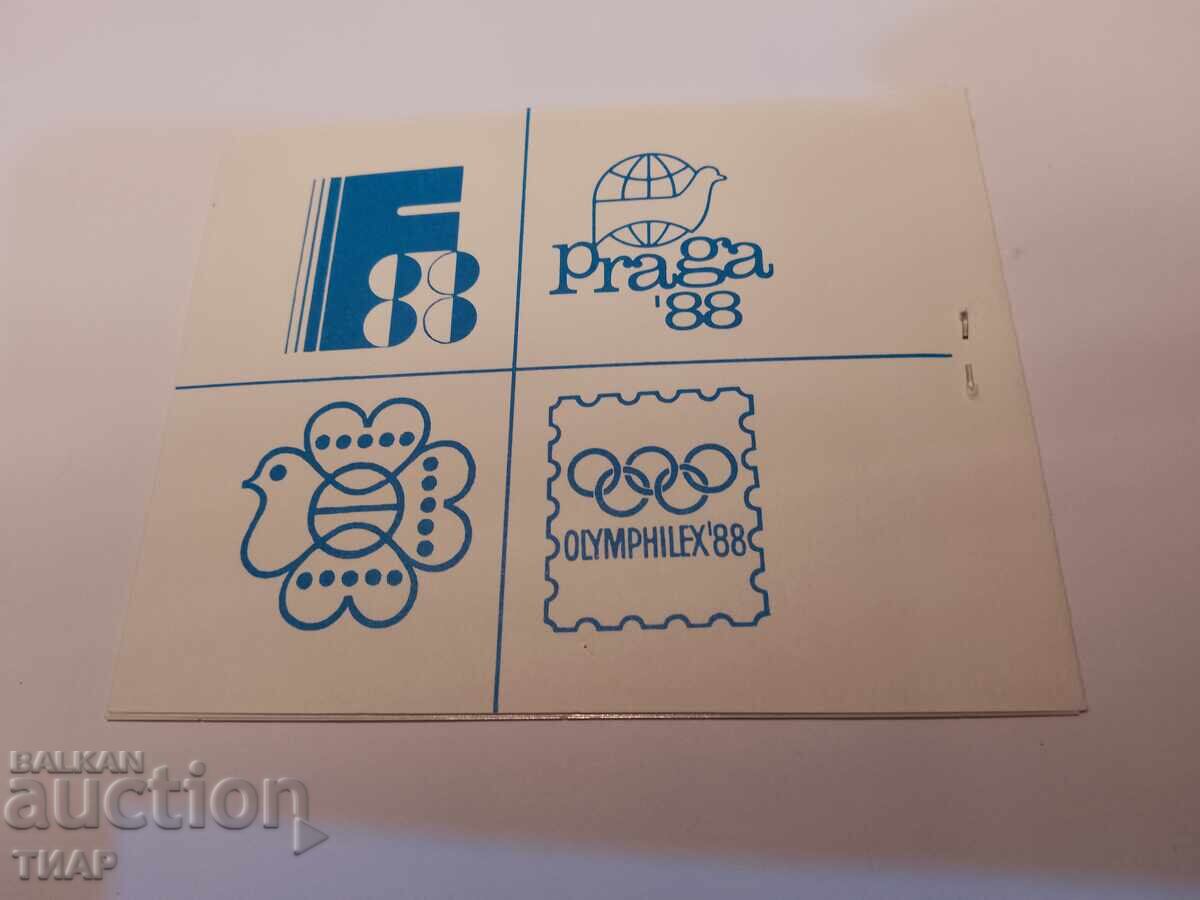 F
88
praga
'88
OLYMPHILEX'88
BALKAN
auction
ТИАР